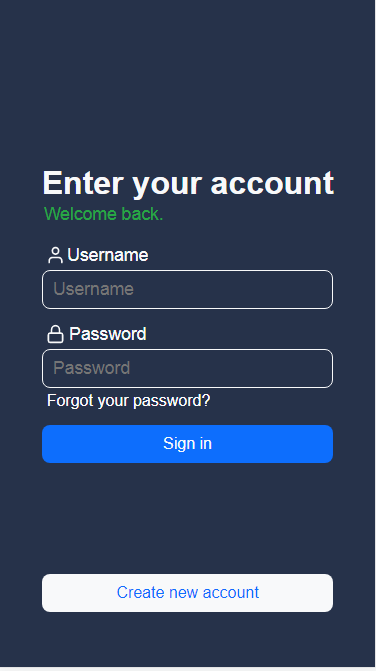 Enter your account
Welcome back.
Username
Username
Password
Password
Forgot your password?
Sign in
Create new account